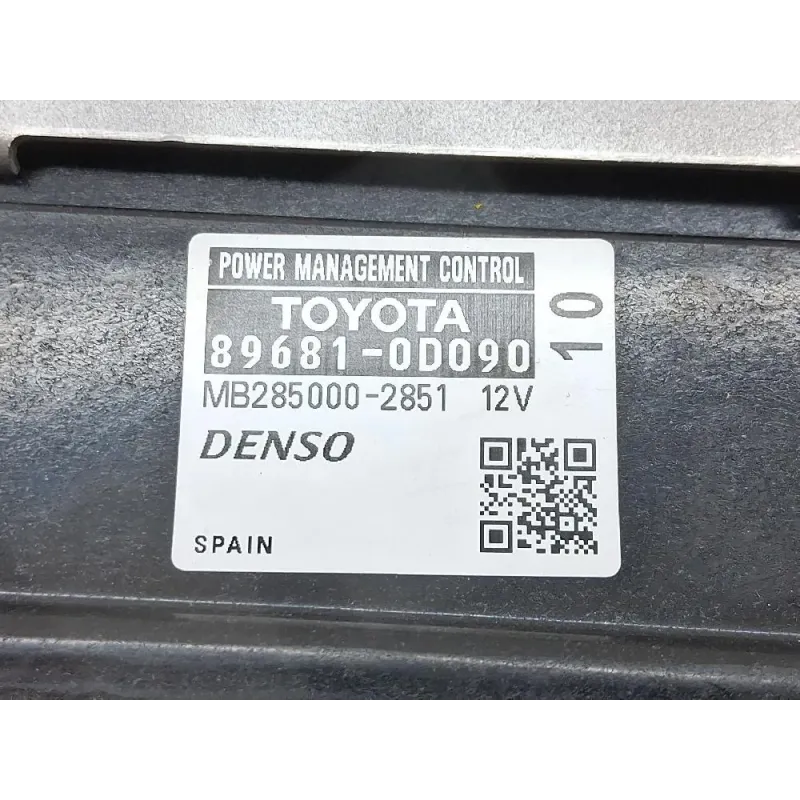 POWER MANAGEMENT CONTROL
TOYOTA
89681-0D090
10
MB285000-2851 12V
DENSO
SPAIN